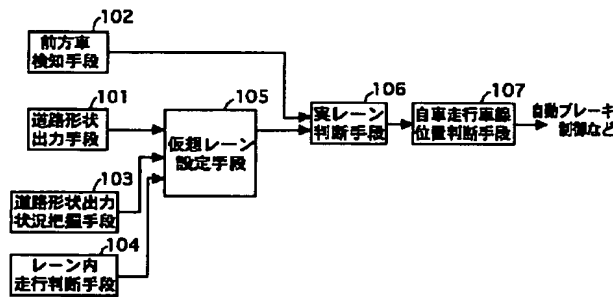 102
前方車
検知手段
101
道路形状
出力手段
103
道路形状出力
状況把握手段
104
レーン内
走行判断手段
105
仮想レーン
設定手段
106
実レーン
判断手段
107
自車走行車線
位置判断手段
自動ブレーキ
制御など